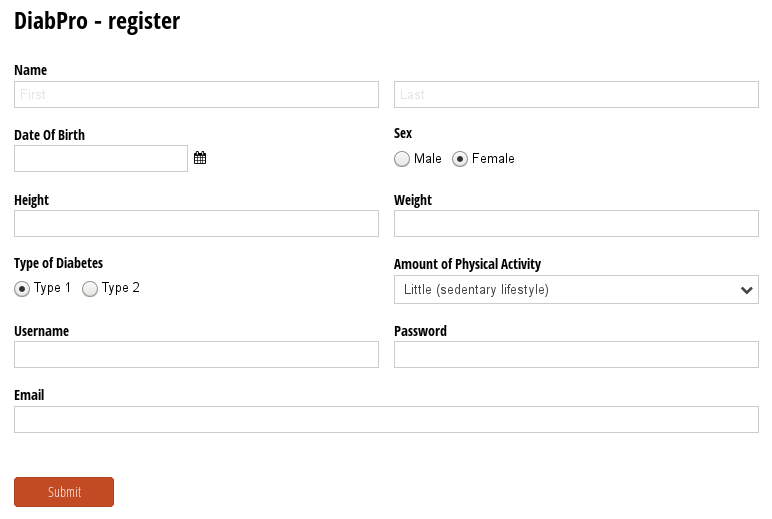 DiabPro - register
Name
First Last
Date Of Birth Sex
Male Female
Height Weight
Type of Diabetes Amount of Physical Activity
Type 1 Type 2 Little (sedentary lifestyle)
Username Password
Email
Submit